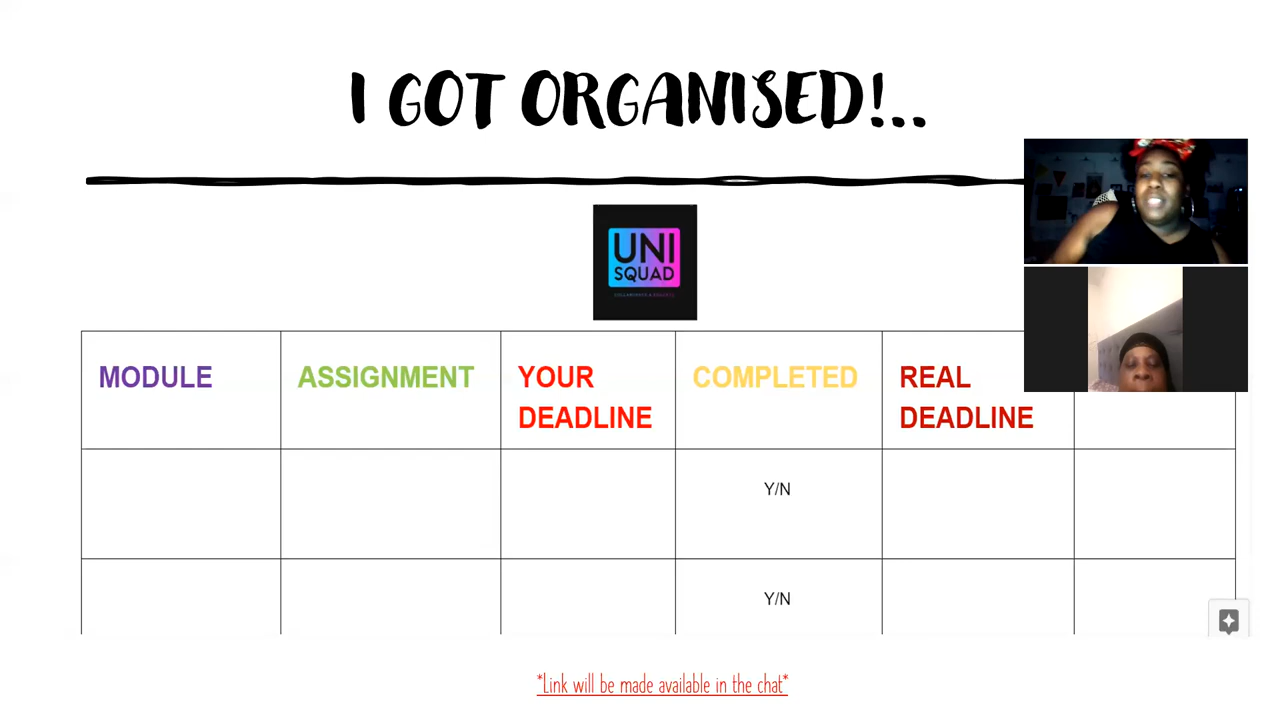 I GOT ORGANISED!...
UNI
SQUAD
MODULE
ASSIGNMENT
YOUR
DEADLINE
COMPLETED
REAL
DEADLINE
Y/N
Y/N
*Link will be made available in the chat*